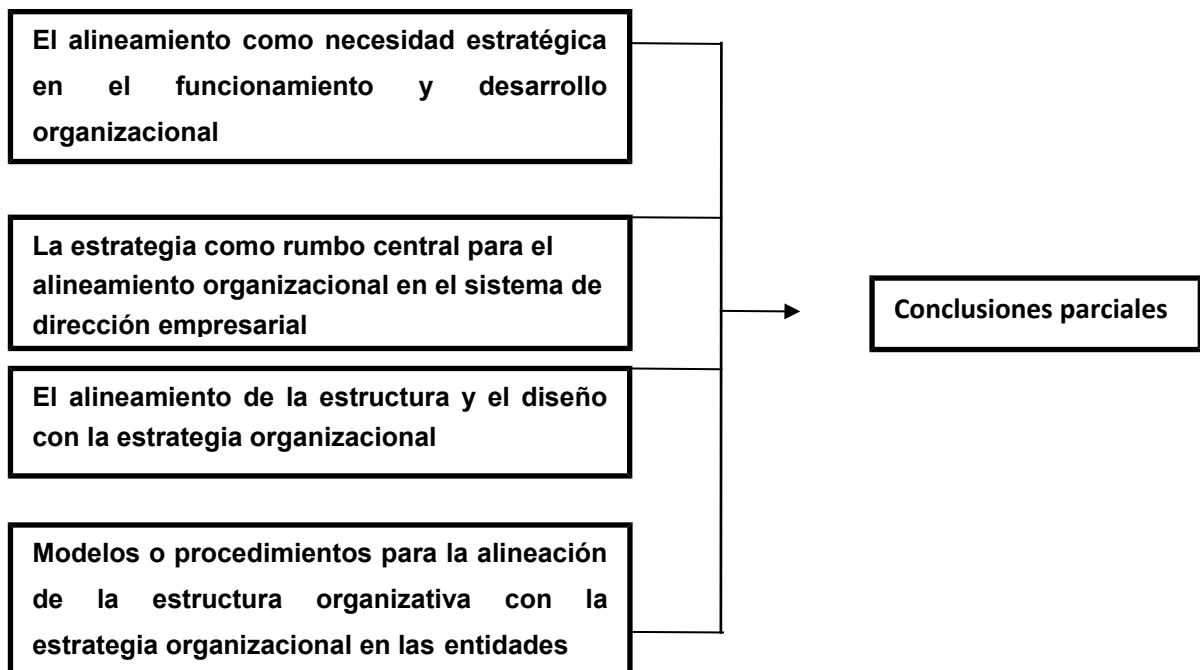 El alineamiento como necesidad estratégica
en el funcionamiento y desarrollo
organizacional
La estrategia como rumbo central para el
alineamiento organizacional en el sistema de
dirección empresarial
El alineamiento de la estructura y el diseño
con la estrategia organizacional
Modelos o procedimientos para la alineación
de la estructura organizativa con la
estrategia organizacional en las entidades
Conclusiones parciales